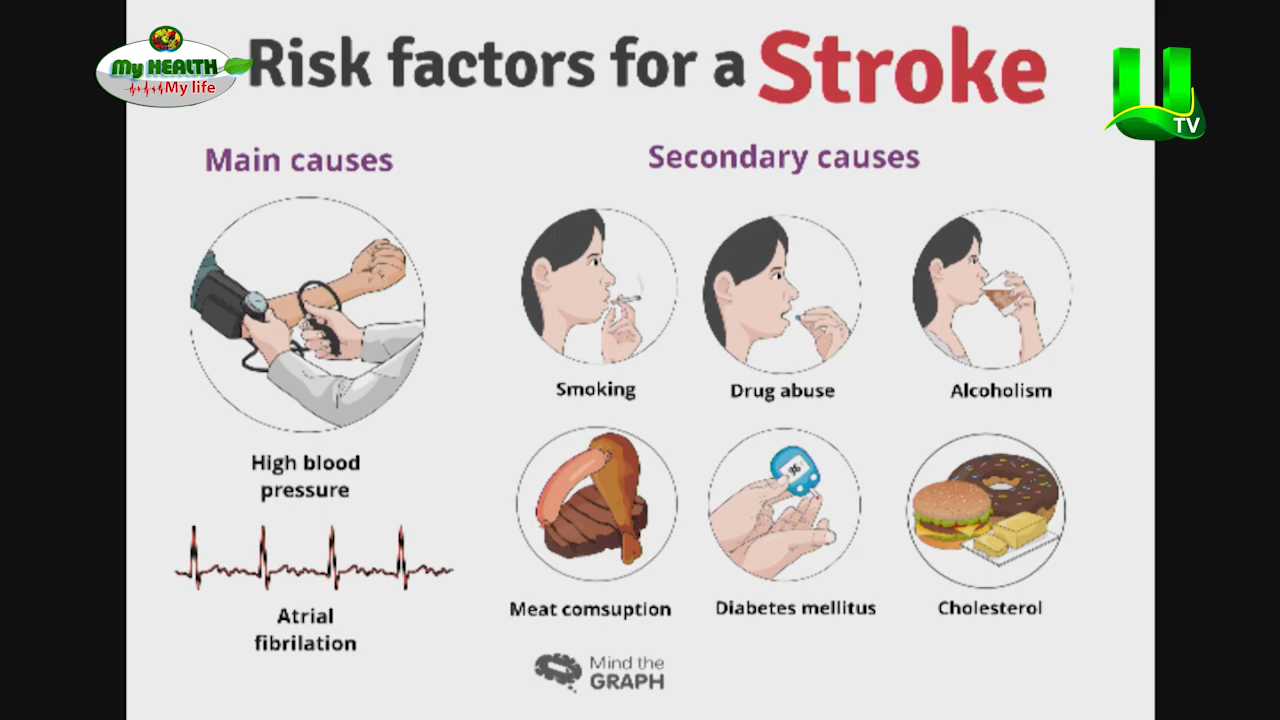 My HEALTH
My life
Risk factors for a Stroke
U
TV
Main causes
Secondary causes
High blood
pressure
Atrial
fibrilation
Smoking
Drug abuse
Alcoholism
Meat comsuption
Diabetes mellitus
Cholesterol
Mind the
GRAPH